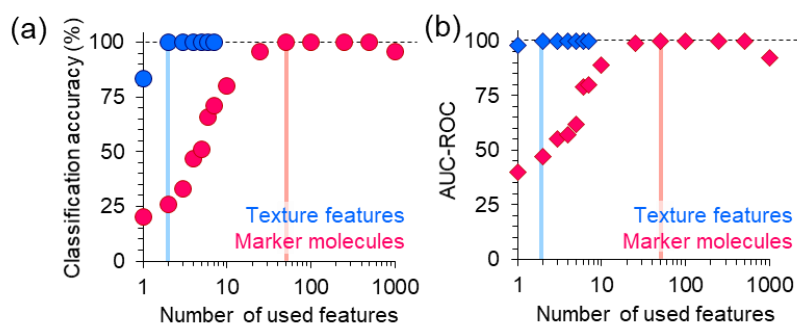 (a)
Classification accuracy (%)
100
75
50
25
0
Texture features
Marker molecules
1
10
100
1000
Number of used features
(b)
AUC-ROC
100
75
50
25
0
Texture features
Marker molecules
1
10
100
1000
Number of used features